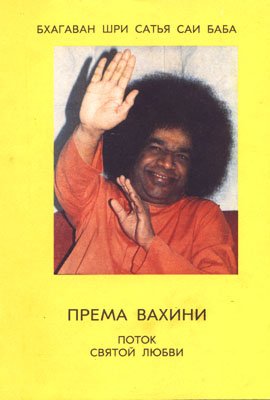 БХАГАВАН ШРИ САТЬЯ САИ БАБА
ПРЕМА ВАХИНИ
ПОТОК
СВЯТОЙ ЛЮБВИ